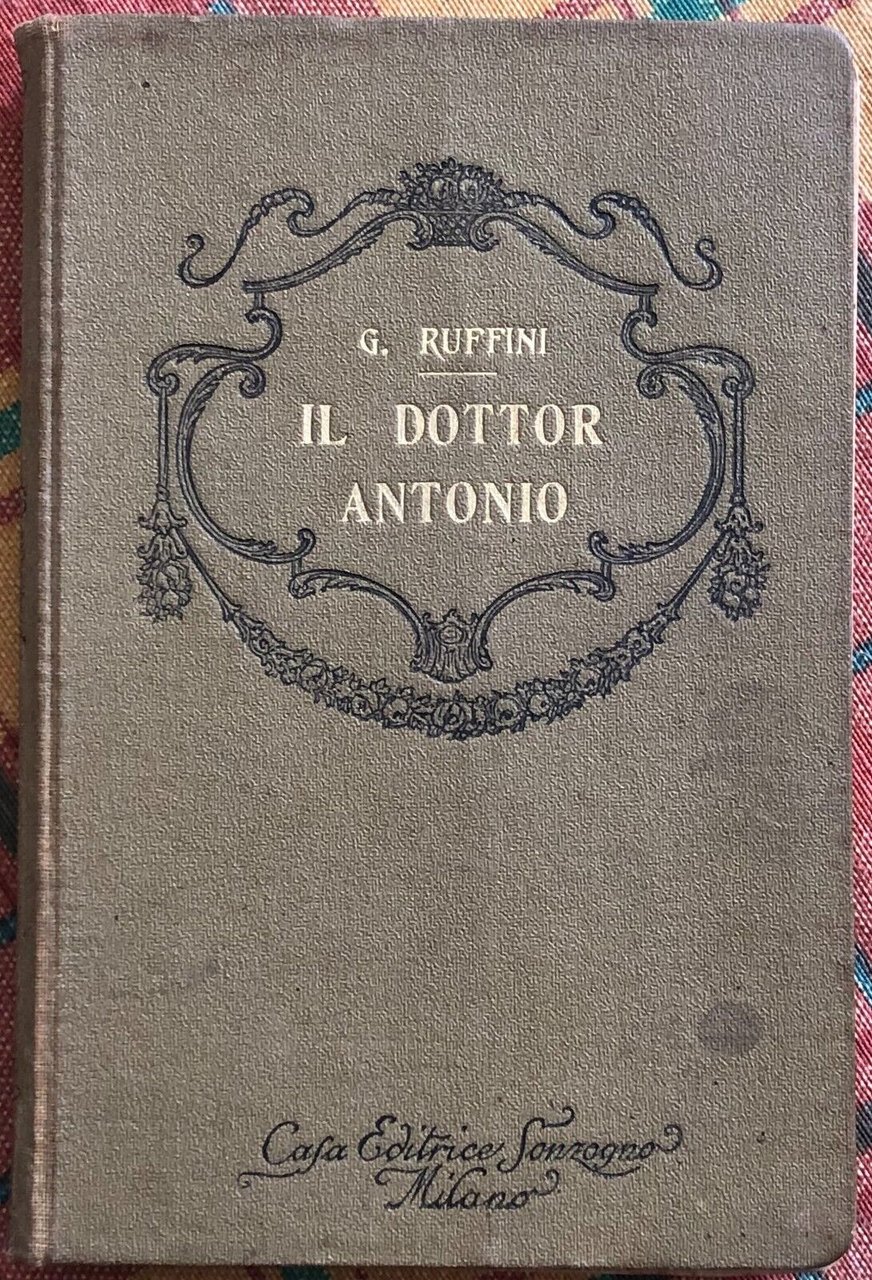 G. RUFFINI
IL DOTTOR
ANTONIO
Casa Editrice Sonzogno
Milano